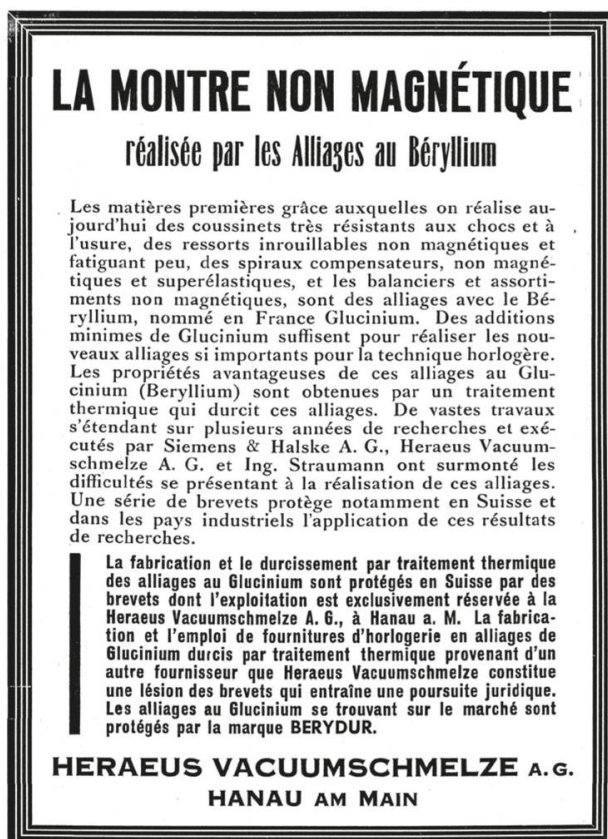 LA MONTRE NON MAGNÉTIQUE
réalisée par les Alliages au Béryllium
Les matières premières grâce auxquelles on réalise au-
jourd'hui des coussinets très résistants aux chocs et à
l'usure, des ressorts inrouillables non magnétiques et
fatiguant peu, des spiraux compensateurs, non magné-
tiques et superélastiques, et les balanciers et assorti-
ments non magnétiques, sont des alliages avec le Bé-
ryllium, nommé en France Glucinium. Des additions
minimes de Glucinium suffisent pour réaliser les nou-
veaux alliages si importants pour la technique horlogère.
Les propriétés avantageuses de ces alliages au Glu-
cinium (Beryllium) sont obtenues par un traitement
thermique qui durcit ces alliages. De vastes travaux
s'étendant sur plusieurs années de recherches et exé-
cutés par Siemens & Halske A. G., Heraeus Vacuum-
schmelze A. G. et Ing. Straumann ont surmonté les
difficultés se présentant à la réalisation de ces alliages.
Une série de brevets protège notamment en Suisse et
dans les pays industriels l'application de ces résultats
de recherches.
La fabrication et le durcissement par traitement thermique
des alliages au Glucinium sont protégés en Suisse par des
brevets dont l'exploitation est exclusivement réservée à la
Heraeus Vacuumschmelze A. G., à Hanau a. M. La fabrica-
tion et l'emploi de fournitures d'horlogerie en alliages de
Glucinium durcis par traitement thermique provenant d'un
autre fournisseur que Heraeus Vacuumschmelze constitue
une lésion des brevets qui entraîne une poursuite juridique.
Les alliages au Glucinium se trouvant sur le marché sont
protégés par la marque BERYDUR.
HERAEUS VACUUMSCHMELZE A. G.
HANAU AM MAIN